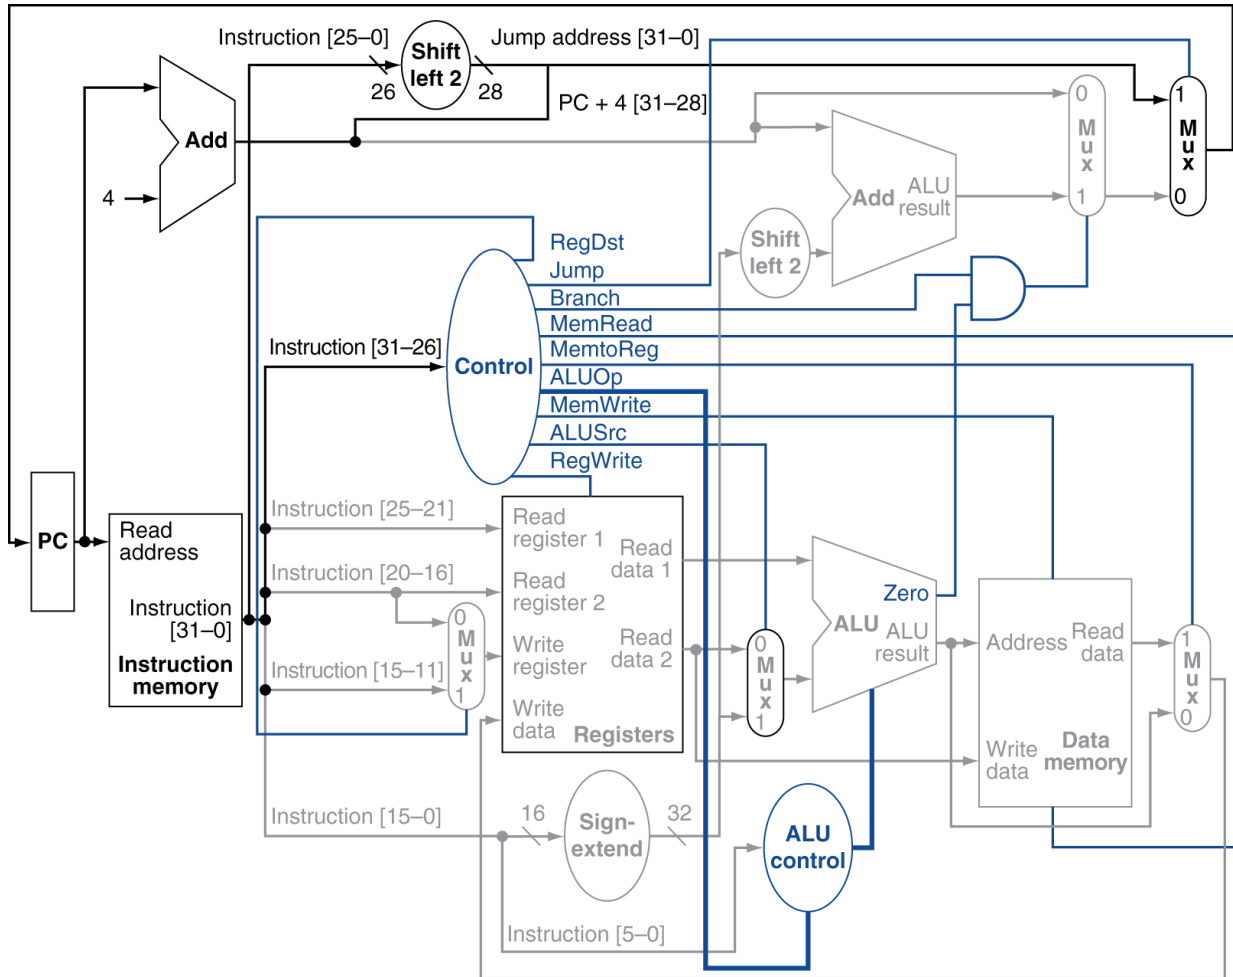 Instruction [25–0]
Shift
left 2
Jump address [31–0]
26
28
PC + 4 [31–28]
Add
4
0
M
u
x
1
1
M
u
x
0
Add
ALU
result
Shift
left 2
RegDst
Jump
Branch
MemRead
MemtoReg
ALUOp
MemWrite
ALUSrc
RegWrite
Instruction [31–26]
Control
PC
Read
address
Instruction
[31–0]
Instruction
memory
Instruction [25–21]
Instruction [20–16]
Instruction [15–11]
0
M
u
x
1
Read
register 1
Read
register 2
Write
register
Write
data
Read
data 1
Read
data 2
Registers
0
M
u
x
1
Zero
ALU
ALU
result
Address
Read
data
Write
data
Data
memory
1
M
u
x
0
Instruction [15–0]
16
Sign-
extend
32
ALU
control
Instruction [5–0]